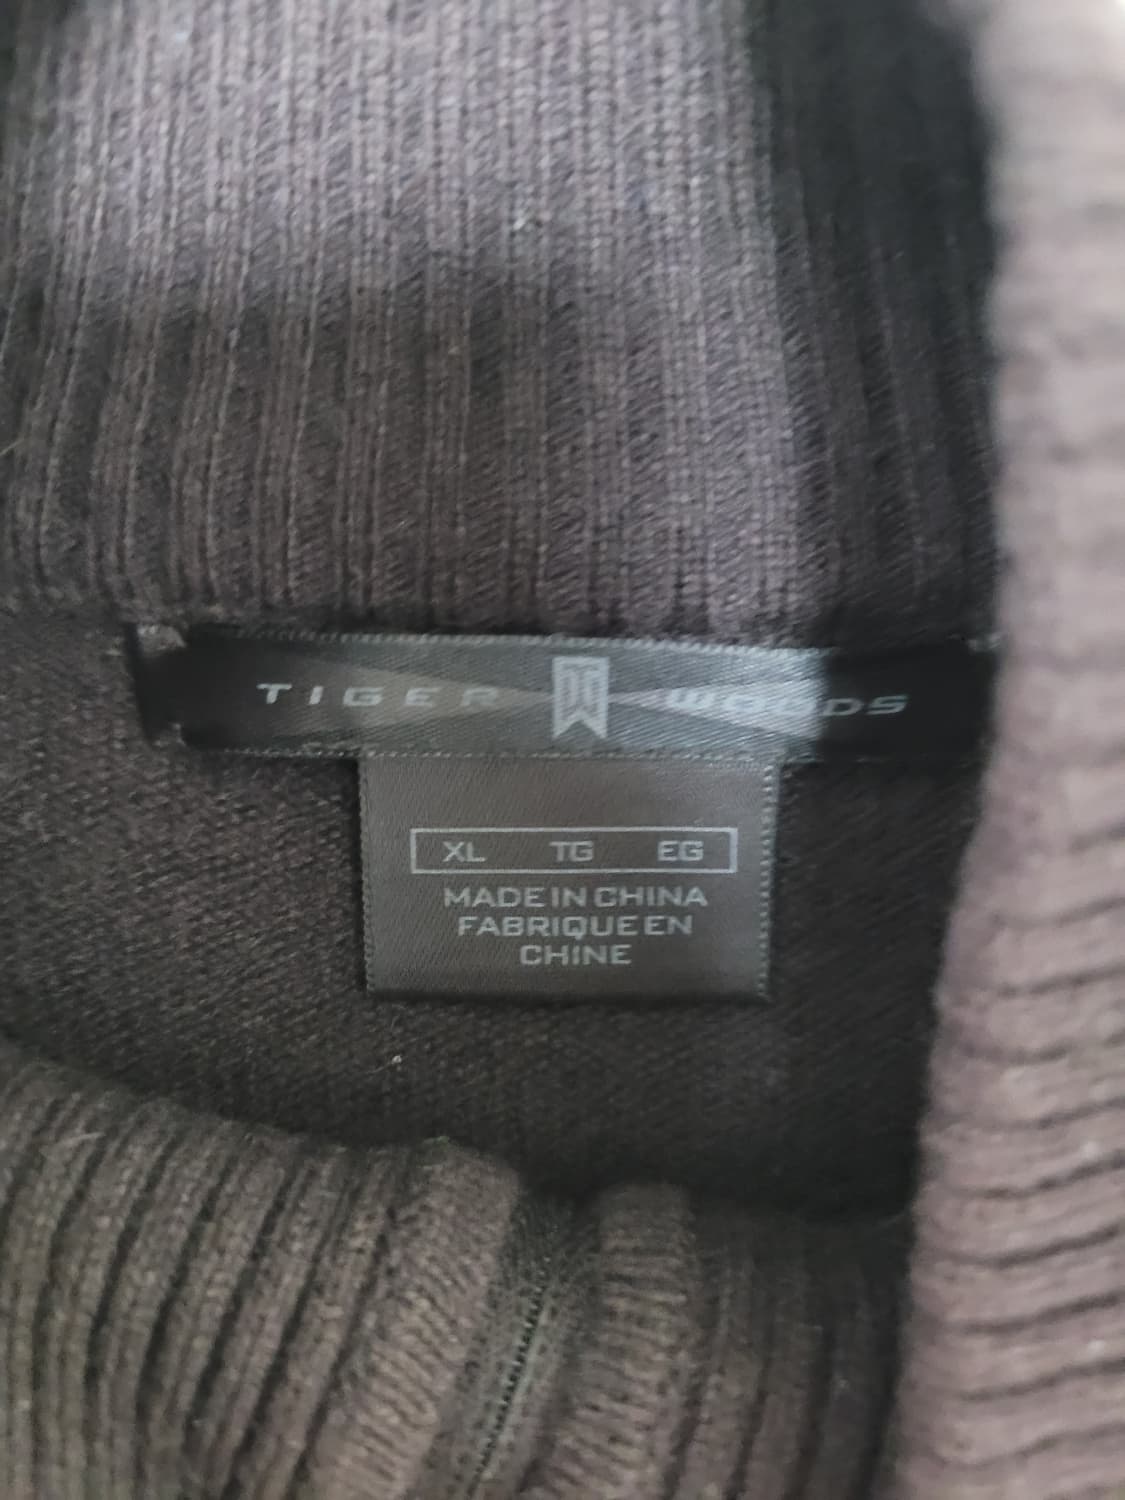 TIGER WOODS
XL TG EG
MADE IN CHINA
FABRIQUE EN
CHINE